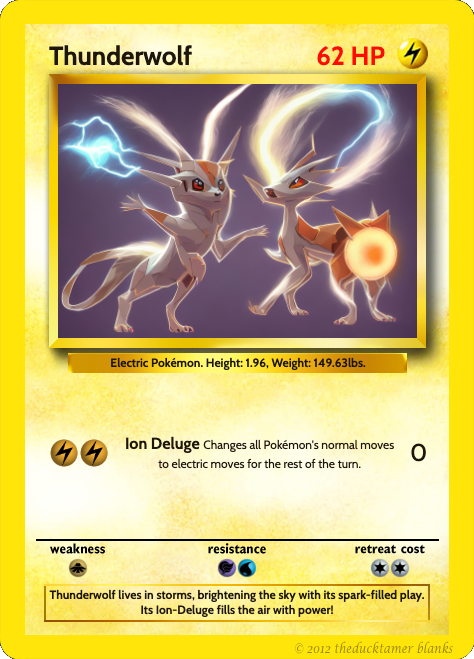 Thunderwolf 62 HP
Electric Pokémon. Height: 1.96, Weight: 149.63lbs.
Ion Deluge Changes all Pokémon's normal moves 0
to electric moves for the rest of the turn.
weakness resistance retreat cost
Thunderwolf lives in storms, brightening the sky with its spark-filled play.
Its Ion-Deluge fills the air with power!
© 2012 theducktamer blanks